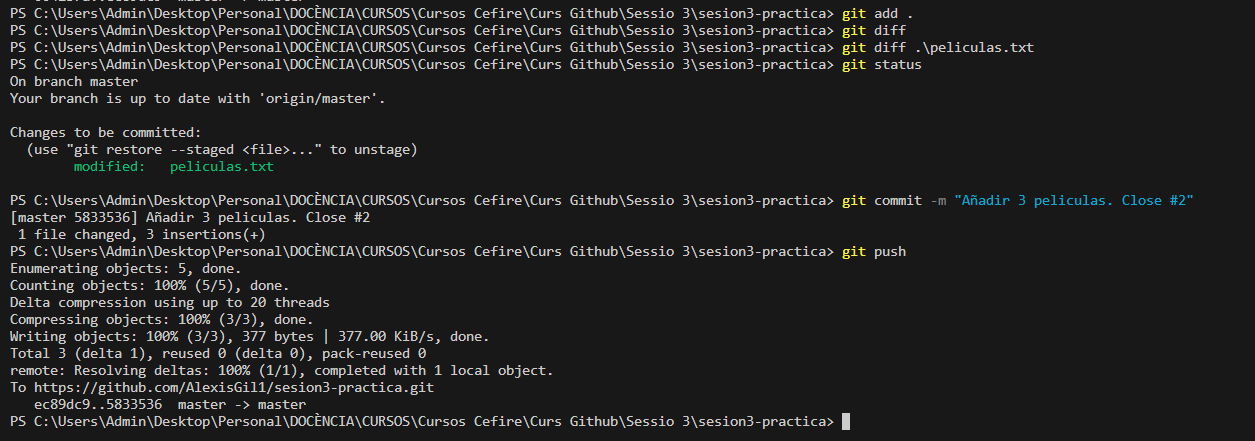 PS C:\Users\Admin\Desktop\Personal\DOCÈNCIA\CURSOS\Cursos Cefire\Curs Github\Sessio 3\sesion3-practica> git add .
PS C:\Users\Admin\Desktop\Personal\DOCÈNCIA\CURSOS\Cursos Cefire\Curs Github\Sessio 3\sesion3-practica> git diff
PS C:\Users\Admin\Desktop\Personal\DOCÈNCIA\CURSOS\Cursos Cefire\Curs Github\Sessio 3\sesion3-practica> git diff .\peliculas.txt
PS C:\Users\Admin\Desktop\Personal\DOCÈNCIA\CURSOS\Cursos Cefire\Curs Github\Sessio 3\sesion3-practica> git status
On branch master
Your branch is up to date with 'origin/master'.
Changes to be committed:
  (use "git restore --staged <file>..." to unstage)
        modified:   peliculas.txt
PS C:\Users\Admin\Desktop\Personal\DOCÈNCIA\CURSOS\Cursos Cefire\Curs Github\Sessio 3\sesion3-practica> git commit -m "Añadir 3 peliculas. Close #2"
[master 5833536] Añadir 3 peliculas. Close #2
 1 file changed, 3 insertions(+)
PS C:\Users\Admin\Desktop\Personal\DOCÈNCIA\CURSOS\Cursos Cefire\Curs Github\Sessio 3\sesion3-practica> git push
Enumerating objects: 5, done.
Counting objects: 100% (5/5), done.
Delta compression using up to 20 threads
Compressing objects: 100% (3/3), done.
Writing objects: 100% (3/3), 377 bytes | 377.00 KiB/s, done.
Total 3 (delta 1), reused 0 (delta 0), pack-reused 0
remote: Resolving deltas: 100% (1/1), completed with 1 local object.
To https://github.com/AlexisGil1/sesion3-practica.git
   ec89dc9..5833536  master -> master
PS C:\Users\Admin\Desktop\Personal\DOCÈNCIA\CURSOS\Cursos Cefire\Curs Github\Sessio 3\sesion3-practica>